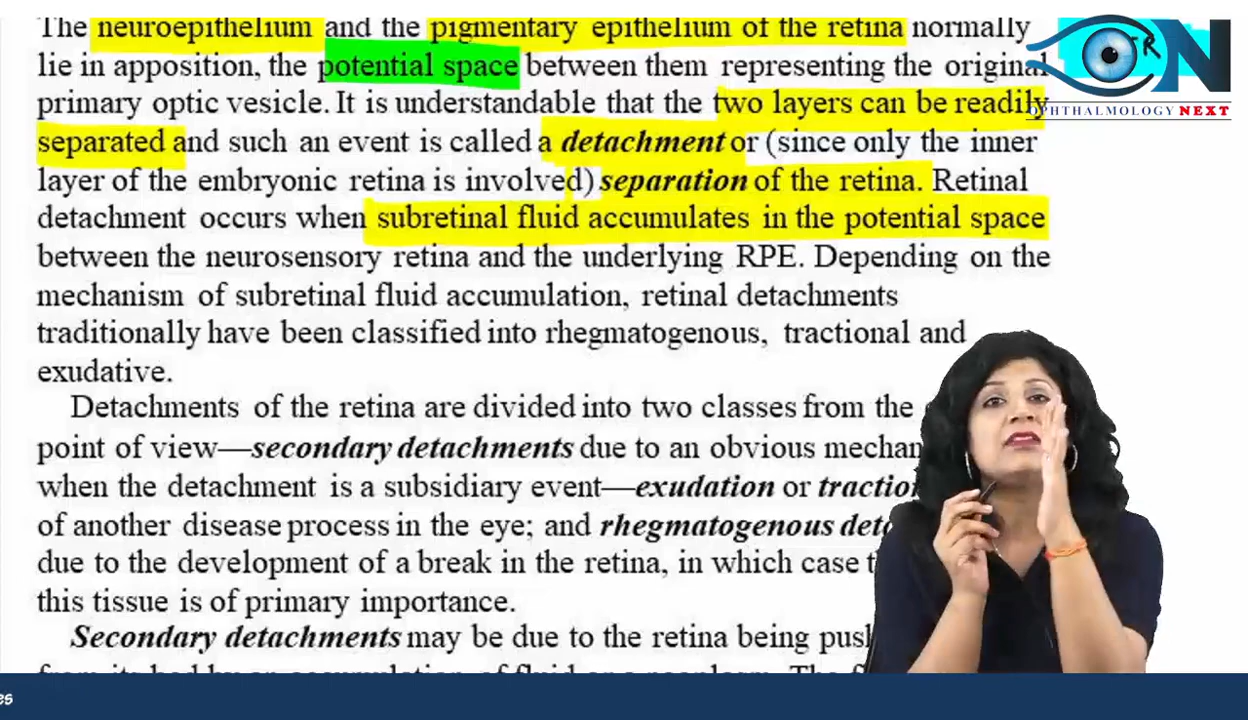 The neuroepithelium and the pigmentary epithelium of the retina normally
lie in apposition, the potential space between them representing the original
primary optic vesicle. It is understandable that the two layers can be readily
separated and such an event is called a detachment or (since only the inner
layer of the embryonic retina is involved) separation of the retina. Retinal
detachment occurs when subretinal fluid accumulates in the potential space
between the neurosensory retina and the underlying RPE. Depending on the
mechanism of subretinal fluid accumulation, retinal detachments
traditionally have been classified into rhegmatogenous, tractional and
exudative.
Detachments of the retina are divided into two classes from the
point of view—secondary detachments due to an obvious mechan
when the detachment is a subsidiary event—exudation or traction
of another disease process in the eye; and rhegmatogenous deta
due to the development of a break in the retina, in which case t
this tissue is of primary importance.
Secondary detachments may be due to the retina being pus
ON
OPHTHALMOLOGY NEXT
es